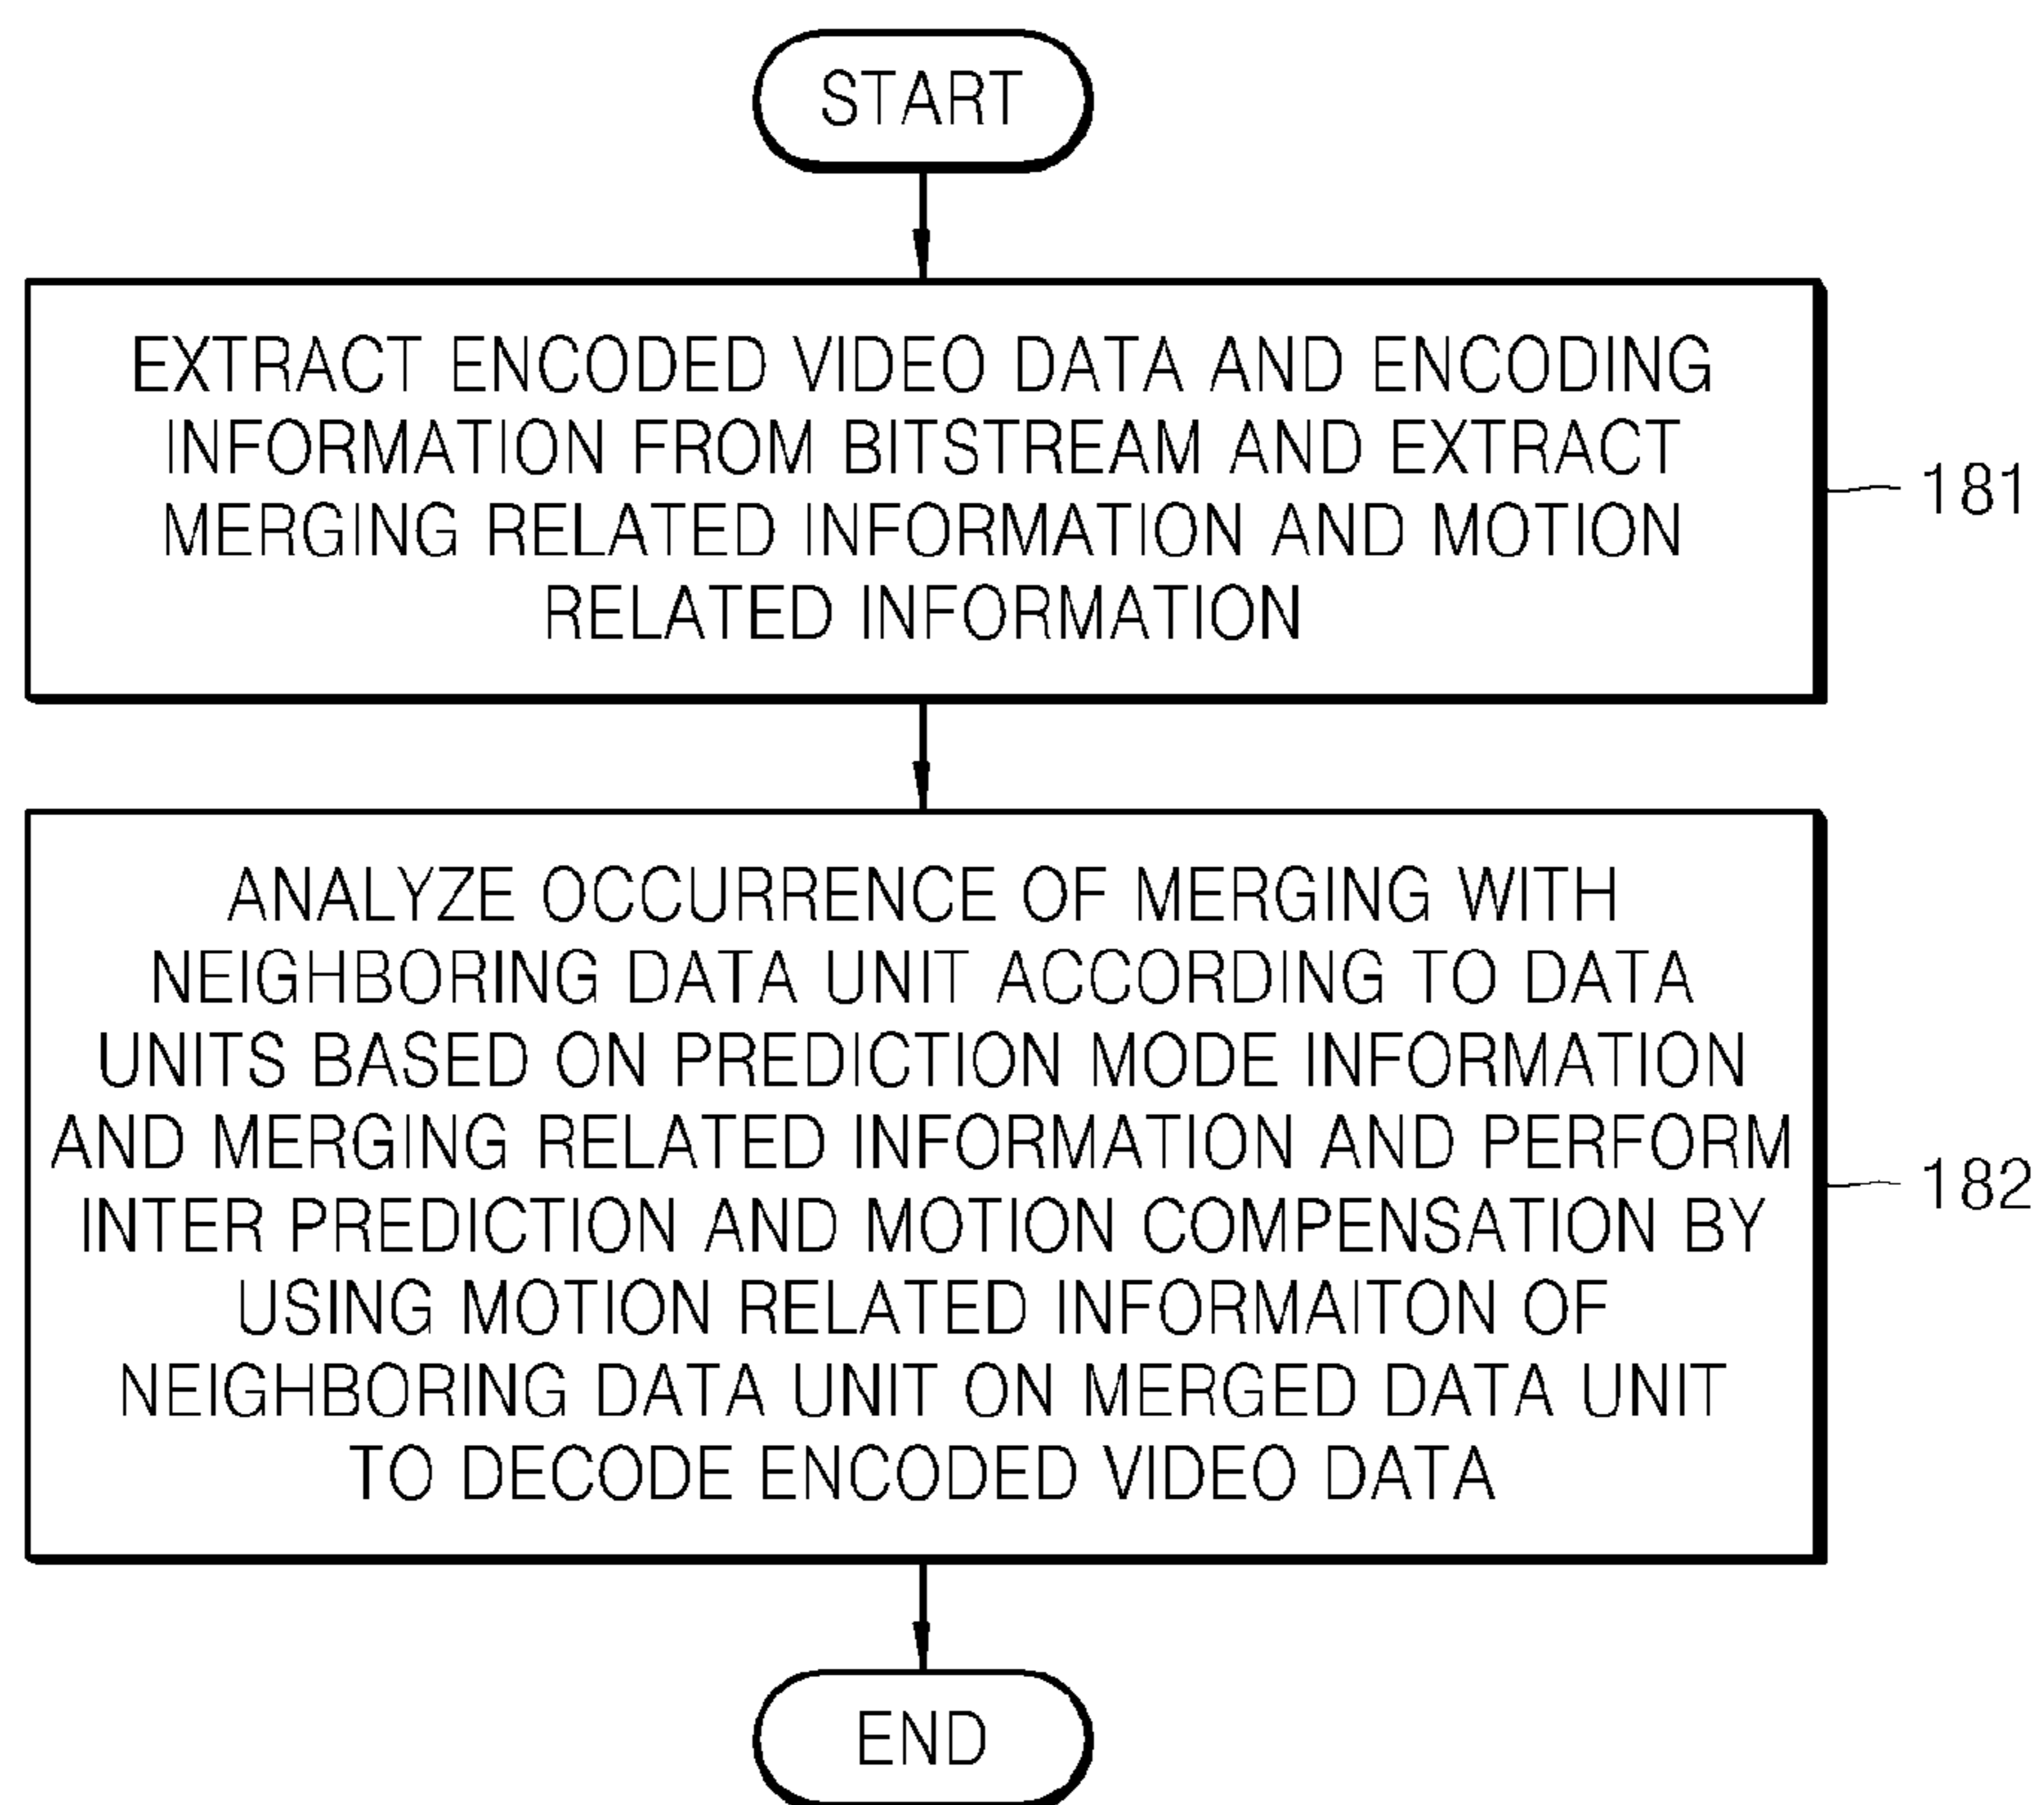 START
EXTRACT ENCODED VIDEO DATA AND ENCODING
INFORMATION FROM BITSTREAM AND EXTRACT
MERGING RELATED INFORMATION AND MOTION
RELATED INFORMATION
181
ANALYZE OCCURRENCE OF MERGING WITH
NEIGHBORING DATA UNIT ACCORDING TO DATA
UNITS BASED ON PREDICTION MODE INFORMATION
AND MERGING RELATED INFORMATION AND PERFORM
INTER PREDICTION AND MOTION COMPENSATION BY
USING MOTION RELATED INFORMAITON OF
NEIGHBORING DATA UNIT ON MERGED DATA UNIT
TO DECODE ENCODED VIDEO DATA
182
END